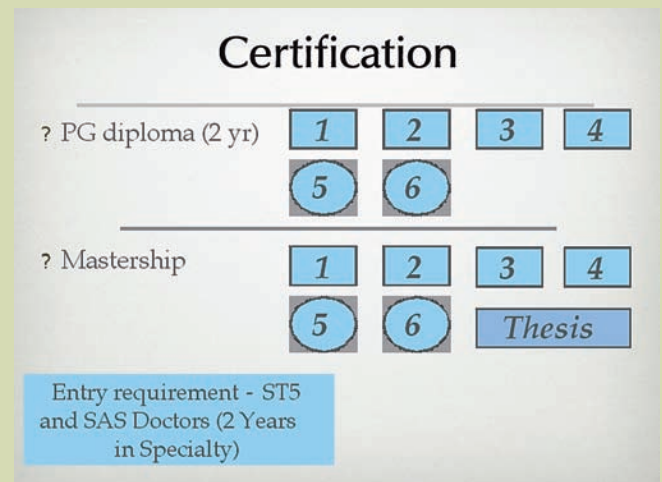 Certification
? PG diploma (2 yr) 1 2 3 4
5 6
? Mastership 1 2 3 4
5 6 Thesis
Entry requirement - ST5
and SAS Doctors (2 Years
in Specialty)